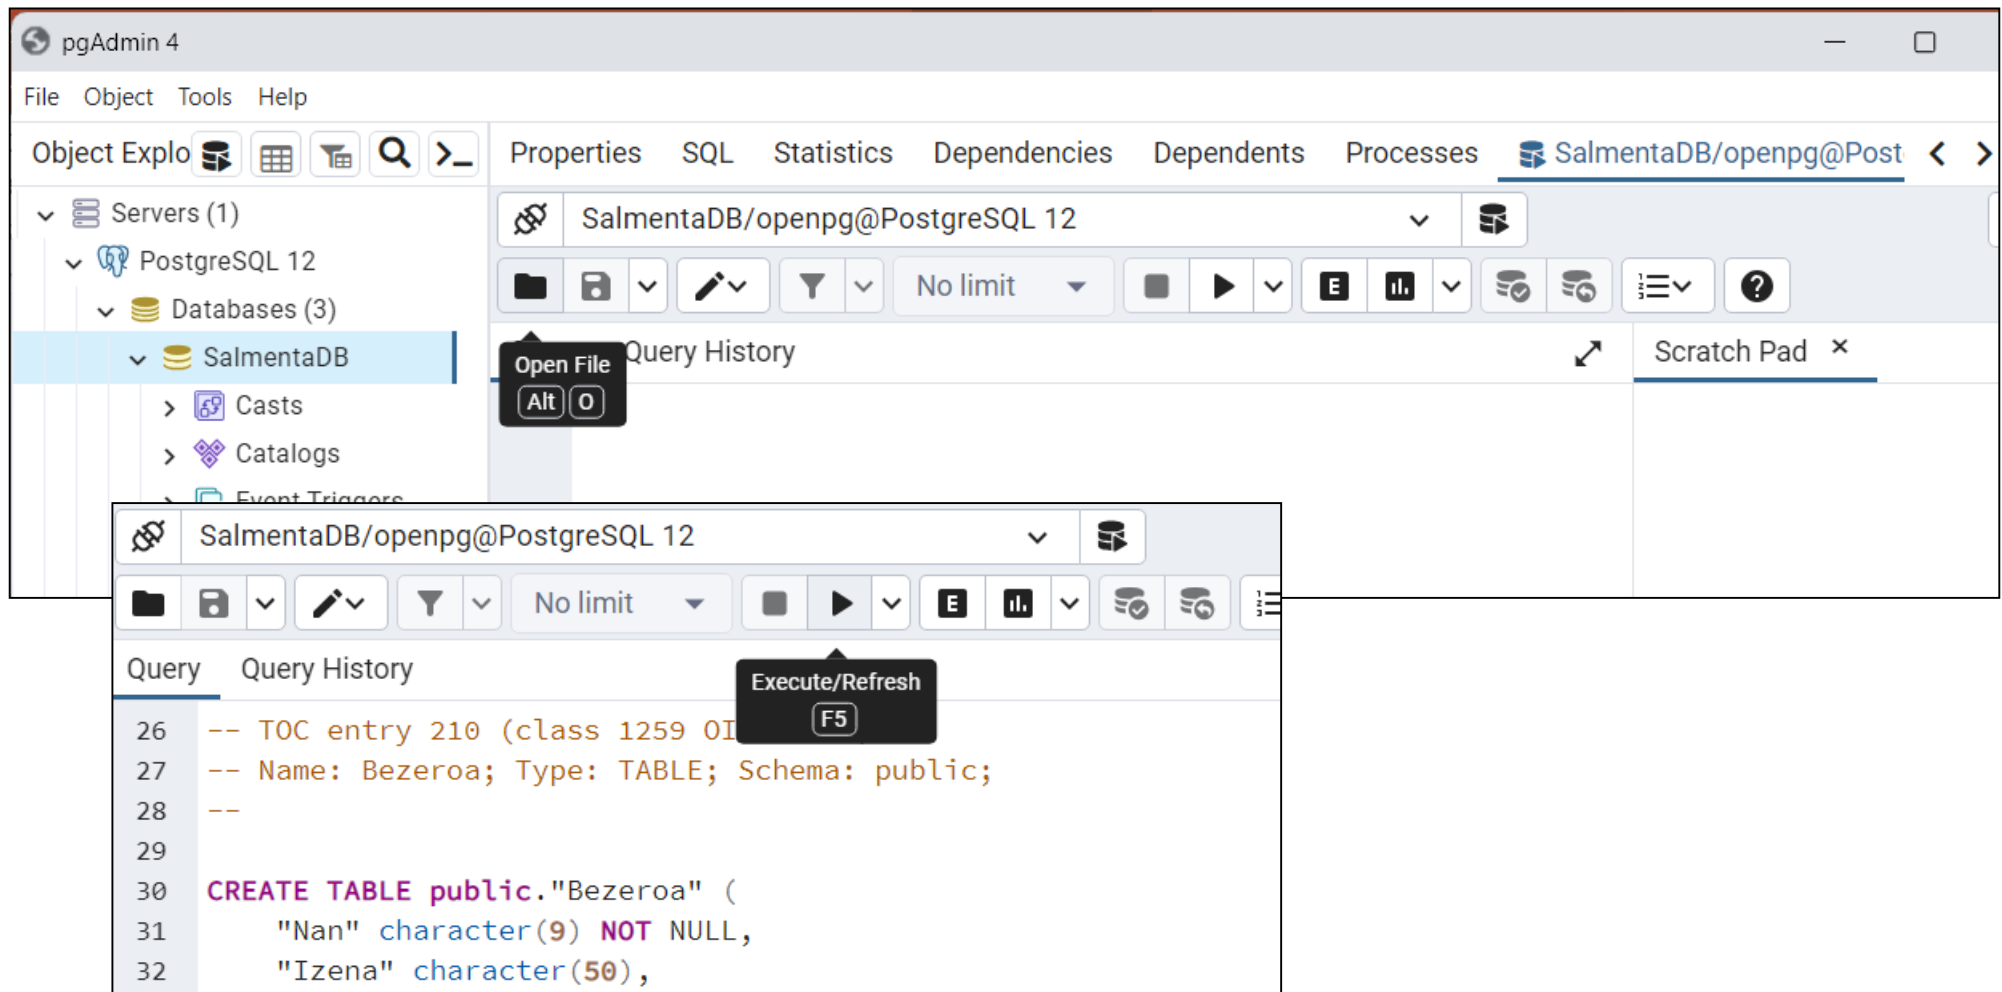 pgAdmin 4
File Object Tools Help
Object Explo
Properties SQL Statistics Dependencies Dependents Processes SalmentaDB/openpg@Post
Servers (1)
PostgreSQL 12
Databases (3)
SalmentaDB
Casts
Catalogs
Event Triggers
SalmentaDB/openpg@PostgreSQL 12
No limit
E
Open File
Alt O
Query History
Scratch Pad
SalmentaDB/openpg@PostgreSQL 12
No limit
E
Query Query History
Execute/Refresh
F5
26 -- TOC entry 210 (class 1259 OI
27 -- Name: Bezeroa; Type: TABLE; Schema: public;
28 --
29
30 CREATE TABLE public."Bezeroa" (
31 "Nan" character(9) NOT NULL,
32 "Izena" character(50),